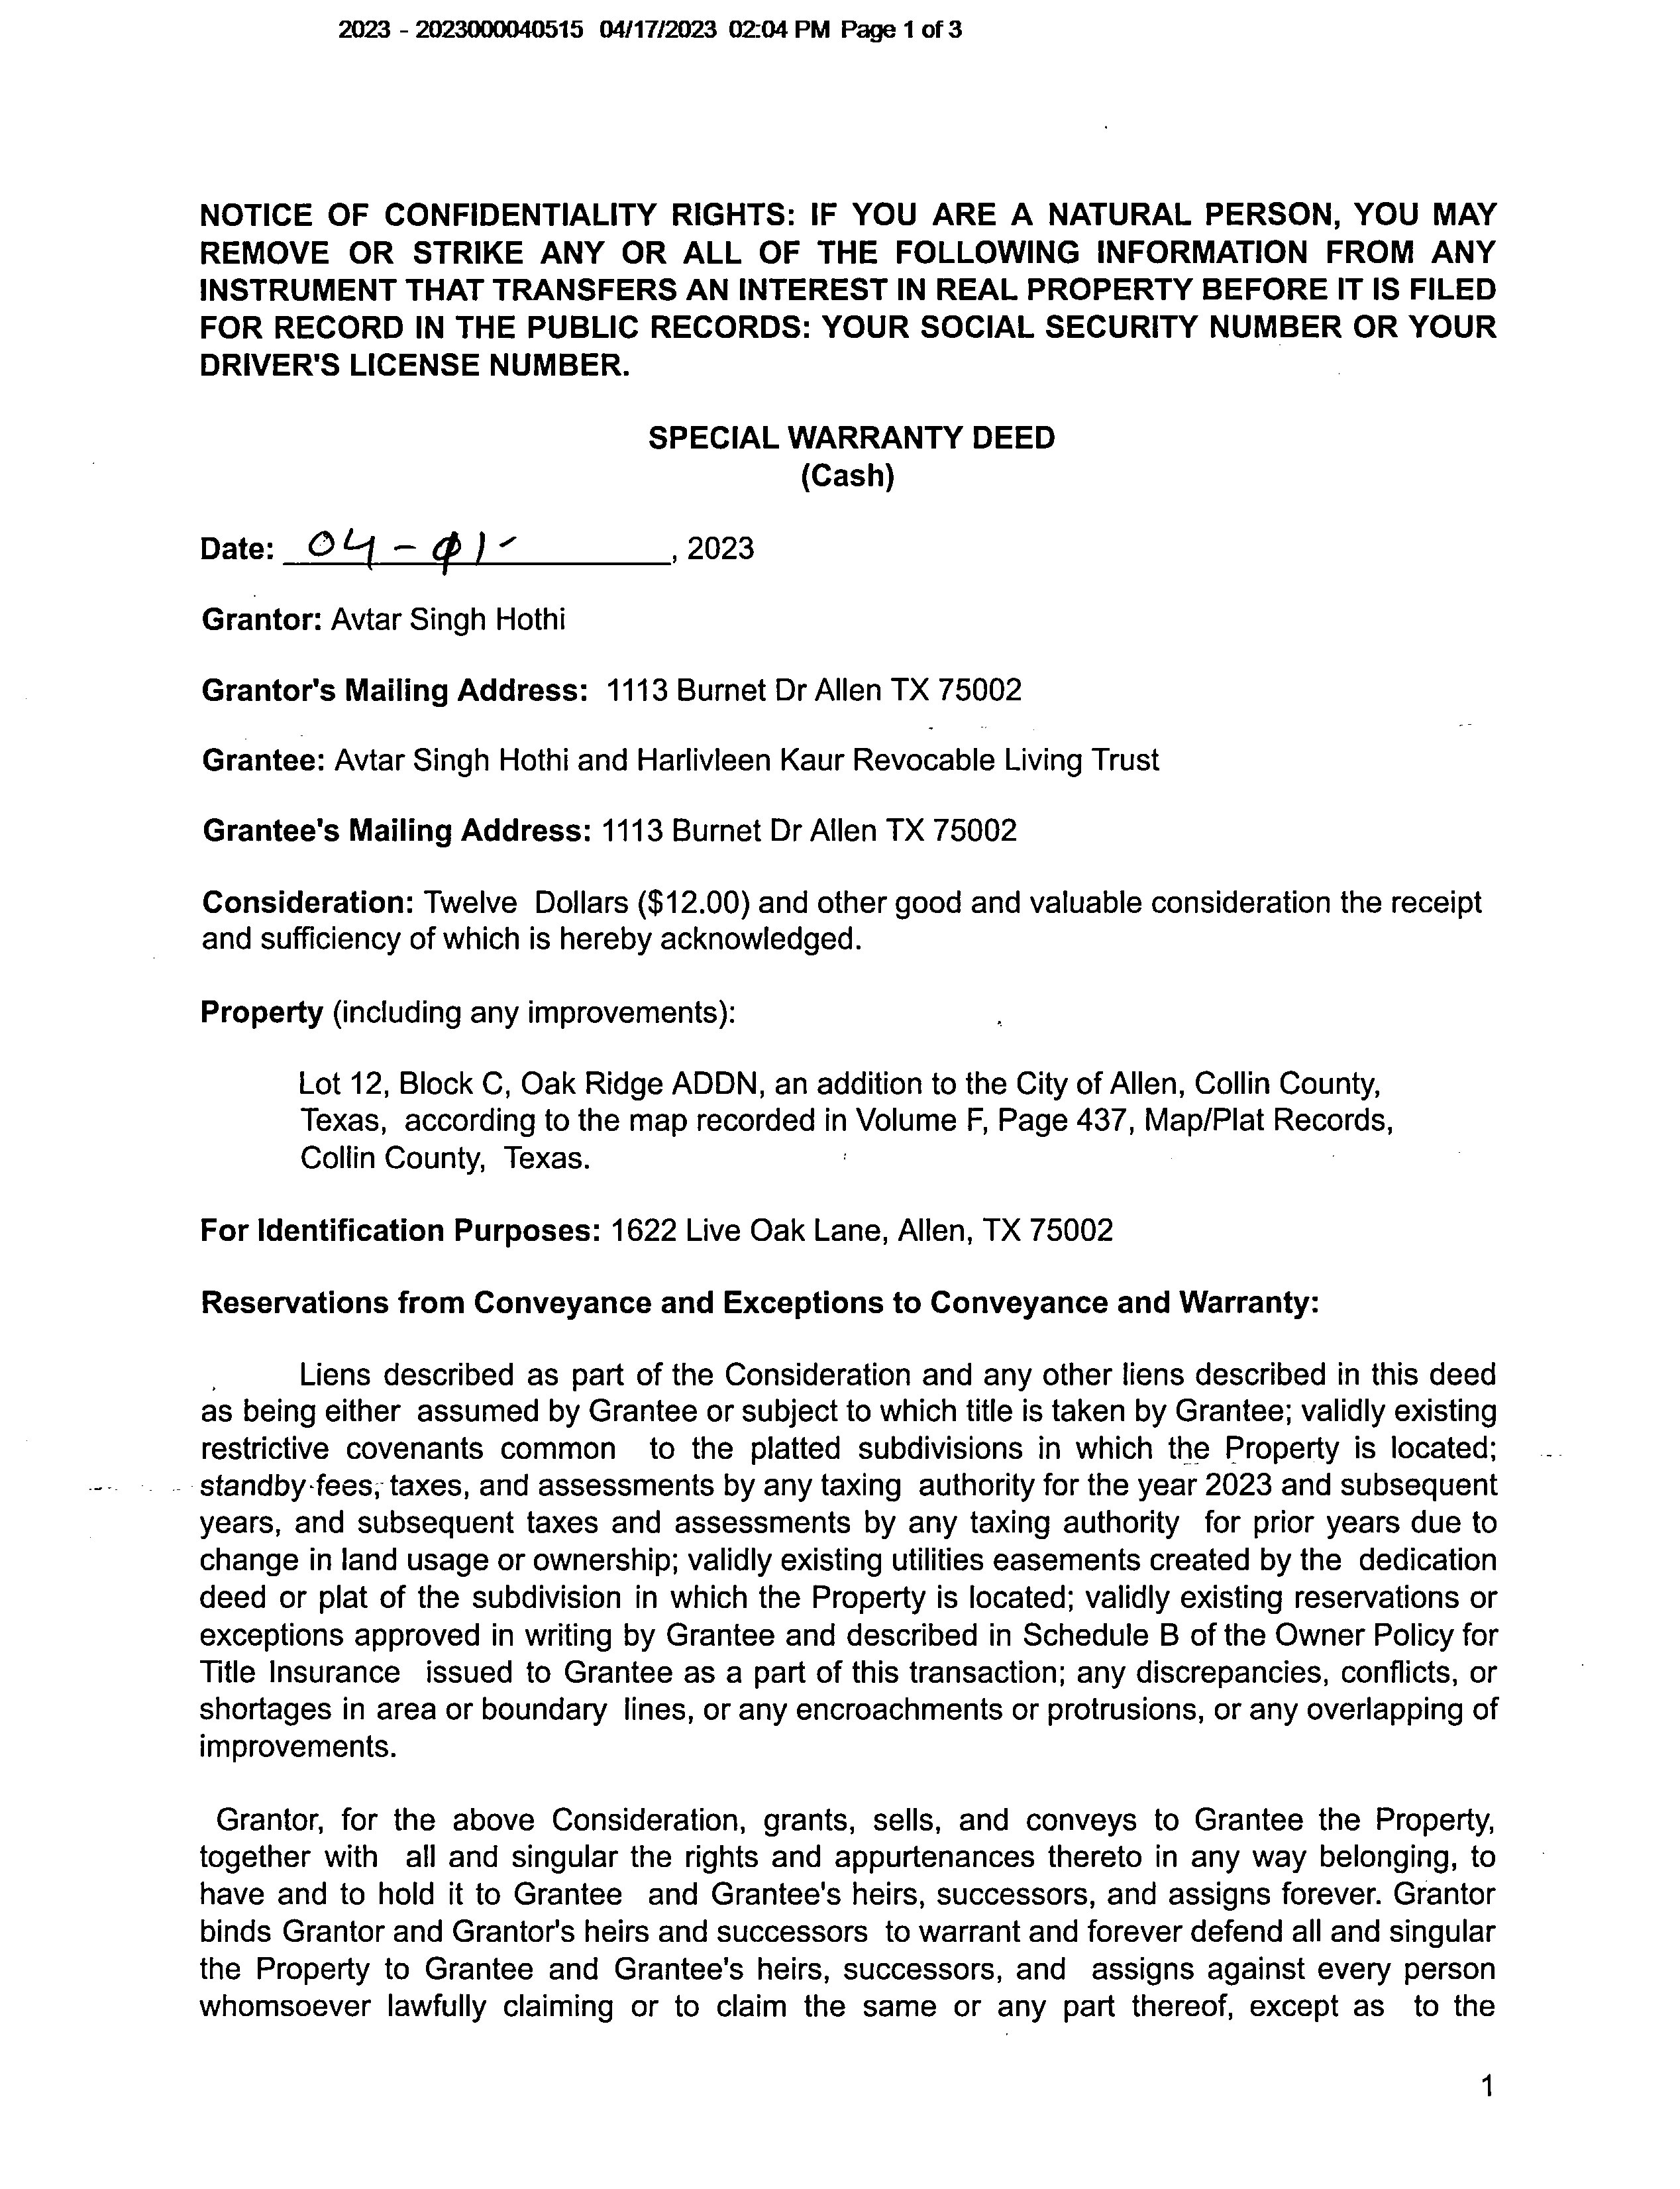 2023 - 2023000040515 04/17/2023 02:04 PM Page 1 of 3
NOTICE OF CONFIDENTIALITY RIGHTS: IF YOU ARE A NATURAL PERSON, YOU MAY
REMOVE OR STRIKE ANY OR ALL OF THE FOLLOWING INFORMATION FROM ANY
INSTRUMENT THAT TRANSFERS AN INTEREST IN REAL PROPERTY BEFORE IT IS FILED
FOR RECORD IN THE PUBLIC RECORDS: YOUR SOCIAL SECURITY NUMBER OR YOUR
DRIVER'S LICENSE NUMBER.
SPECIAL WARRANTY DEED
(Cash)
Date: 04-01-, 2023
Grantor: Avtar Singh Hothi
Grantor's Mailing Address: 1113 Burnet Dr Allen TX 75002
Grantee: Avtar Singh Hothi and Harlivleen Kaur Revocable Living Trust
Grantee's Mailing Address: 1113 Burnet Dr Allen TX 75002
Consideration: Twelve Dollars ($12.00) and other good and valuable consideration the receipt
and sufficiency of which is hereby acknowledged.
Property (including any improvements):
Lot 12, Block C, Oak Ridge ADDN, an addition to the City of Allen, Collin County,
Texas, according to the map recorded in Volume F, Page 437, Map/Plat Records,
Collin County, Texas.
For Identification Purposes: 1622 Live Oak Lane, Allen, TX 75002
Reservations from Conveyance and Exceptions to Conveyance and Warranty:
Liens described as part of the Consideration and any other liens described in this deed
as being either assumed by Grantee or subject to which title is taken by Grantee; validly existing
restrictive covenants common to the platted subdivisions in which the Property is located;
standby fees, taxes, and assessments by any taxing authority for the year 2023 and subsequent
years, and subsequent taxes and assessments by any taxing authority for prior years due to
change in land usage or ownership; validly existing utilities easements created by the dedication
deed or plat of the subdivision in which the Property is located; validly existing reservations or
exceptions approved in writing by Grantee and described in Schedule B of the Owner Policy for
Title Insurance issued to Grantee as a part of this transaction; any discrepancies, conflicts, or
shortages in area or boundary lines, or any encroachments or protrusions, or any overlapping of
improvements.
Grantor, for the above Consideration, grants, sells, and conveys to Grantee the Property,
together with all and singular the rights and appurtenances thereto in any way belonging, to
have and to hold it to Grantee and Grantee's heirs, successors, and assigns forever. Grantor
binds Grantor and Grantor's heirs and successors to warrant and forever defend all and singular
the Property to Grantee and Grantee's heirs, successors, and assigns against every person
whomsoever lawfully claiming or to claim the same or any part thereof, except as to the
1